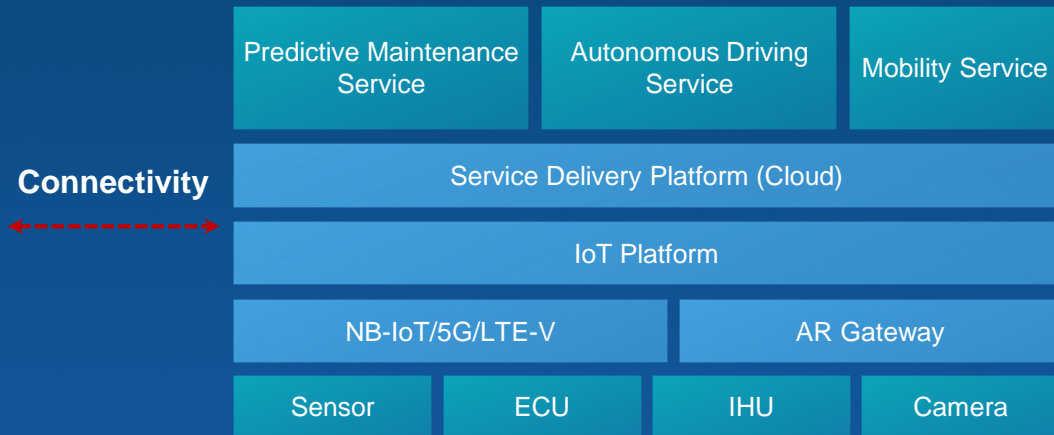 Predictive Maintenance
Service
Autonomous Driving
Service
Mobility Service
Connectivity
Service Delivery Platform (Cloud)
IoT Platform
NB-IoT/5G/LTE-V
AR Gateway
Sensor
ECU
IHU
Camera